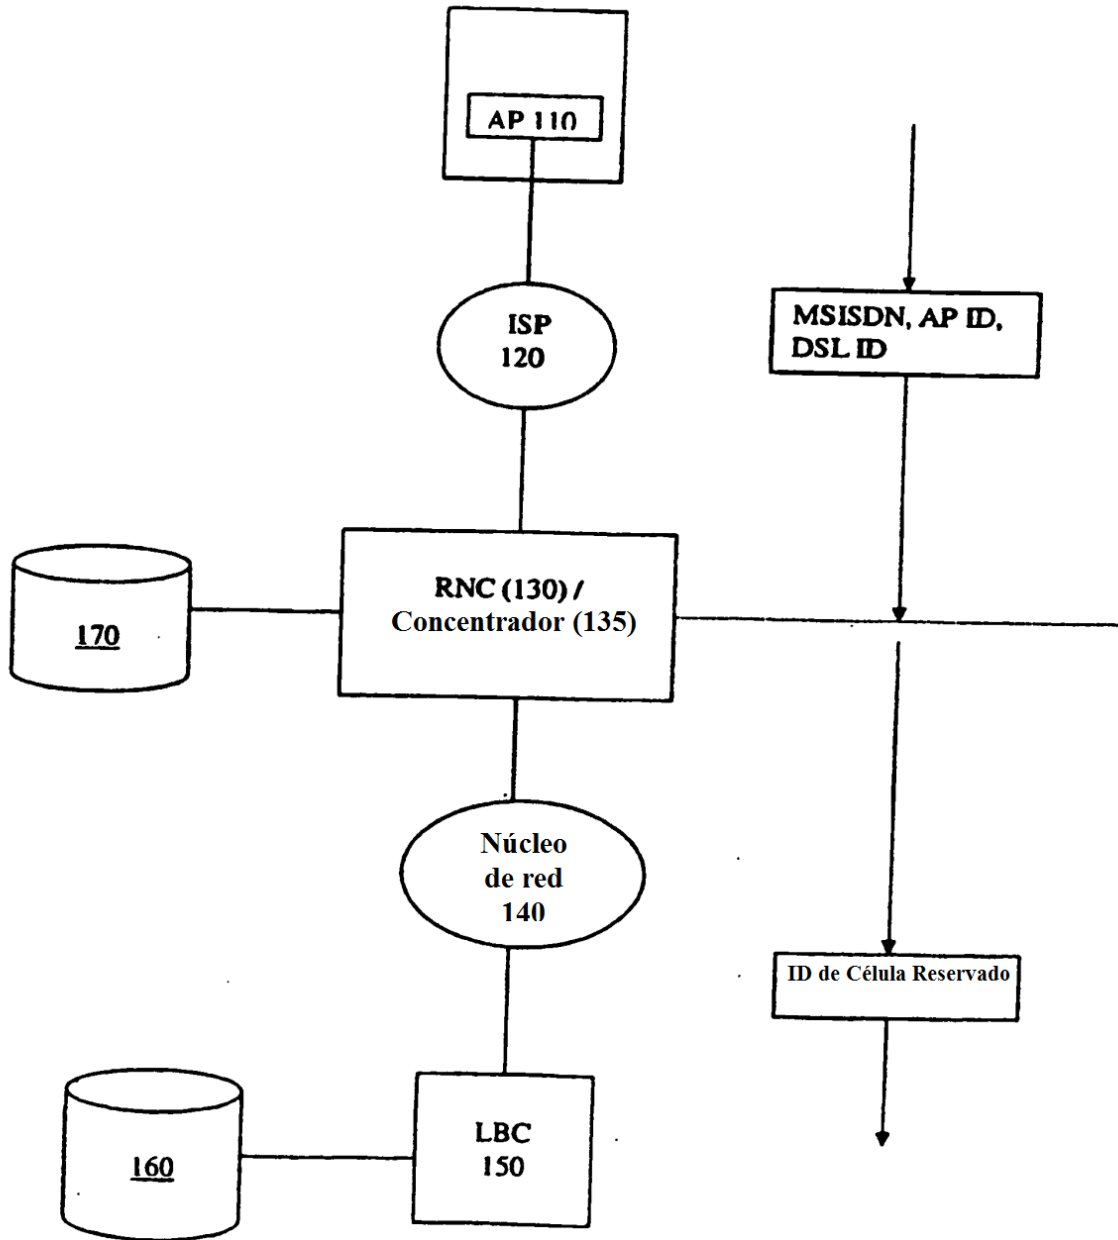 AP 110
ISP
120
MSISDN, AP ID,
DSL ID
RNC (130) /
Concentrador (135)
170
Núcleo
de red
140
ID de Célula Reservado
LBC
150
160